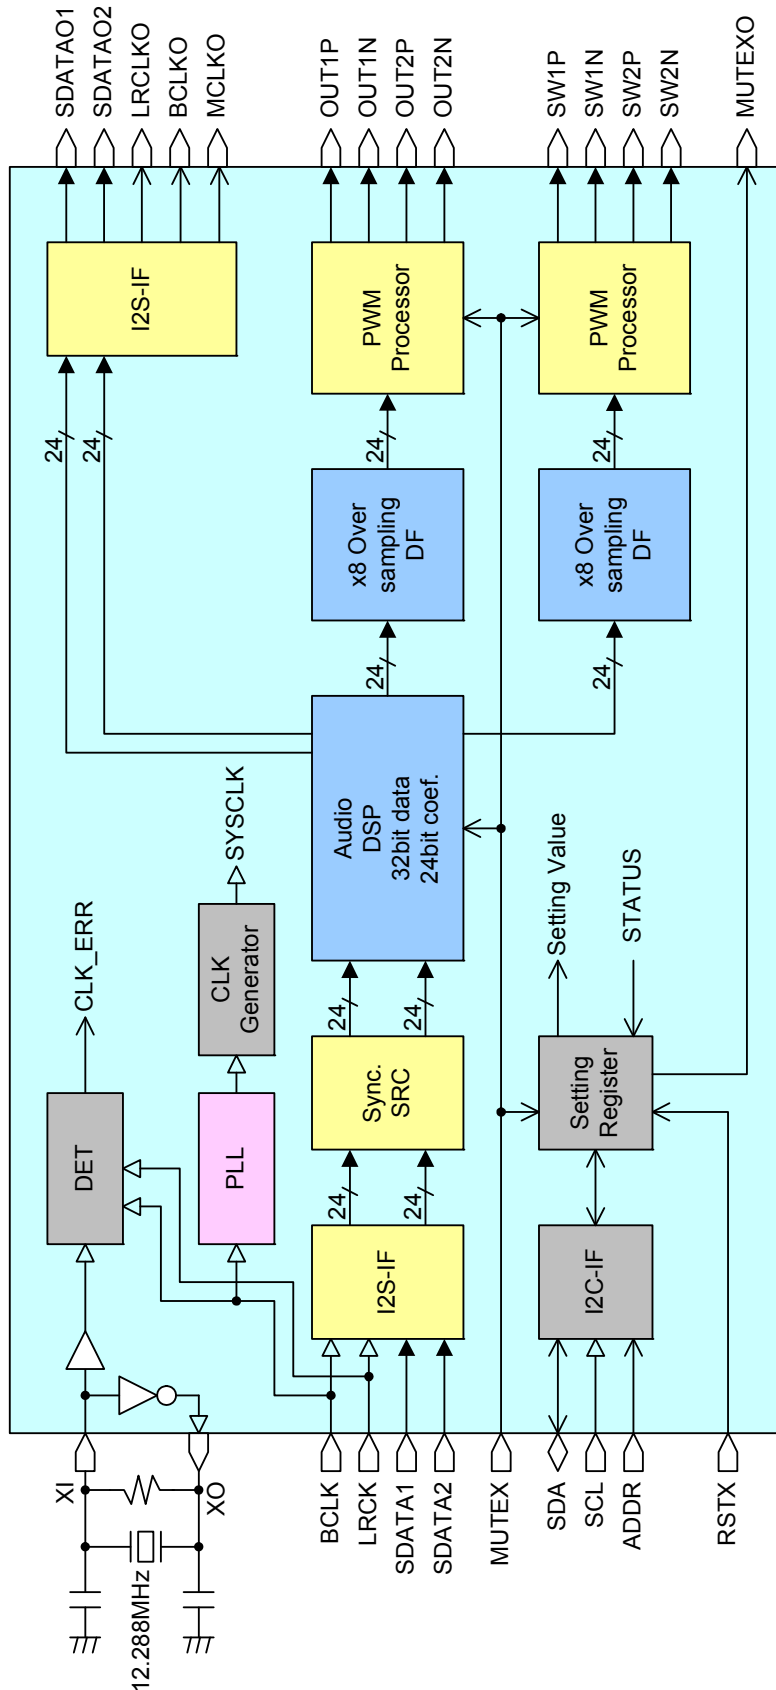 SDATAO1
SDATAO2
LRCLKO
BCLKO
MCLKO
OUT1P
OUT1N
OUT2P
OUT2N
SW1P
SW1N
SW2P
SW2N
MUTEXO
I2S-IF
PWM
Processor
PWM
Processor
24
24
24
24
x8 Over
sampling
DF
x8 Over
sampling
DF
24
24
Audio
DSP
32bit data
24bit coef.
SYSCLK
CLK_ERR
CLK
Generator
Setting Value
STATUS
24
24
DET
PLL
Sync.
SRC
Setting
Register
24
24
I2S-IF
I2C-IF
XI
XO
12.288MHz
BCLK
LRCK
SDATA1
SDATA2
MUTEX
SDA
SCL
ADDR
RSTX